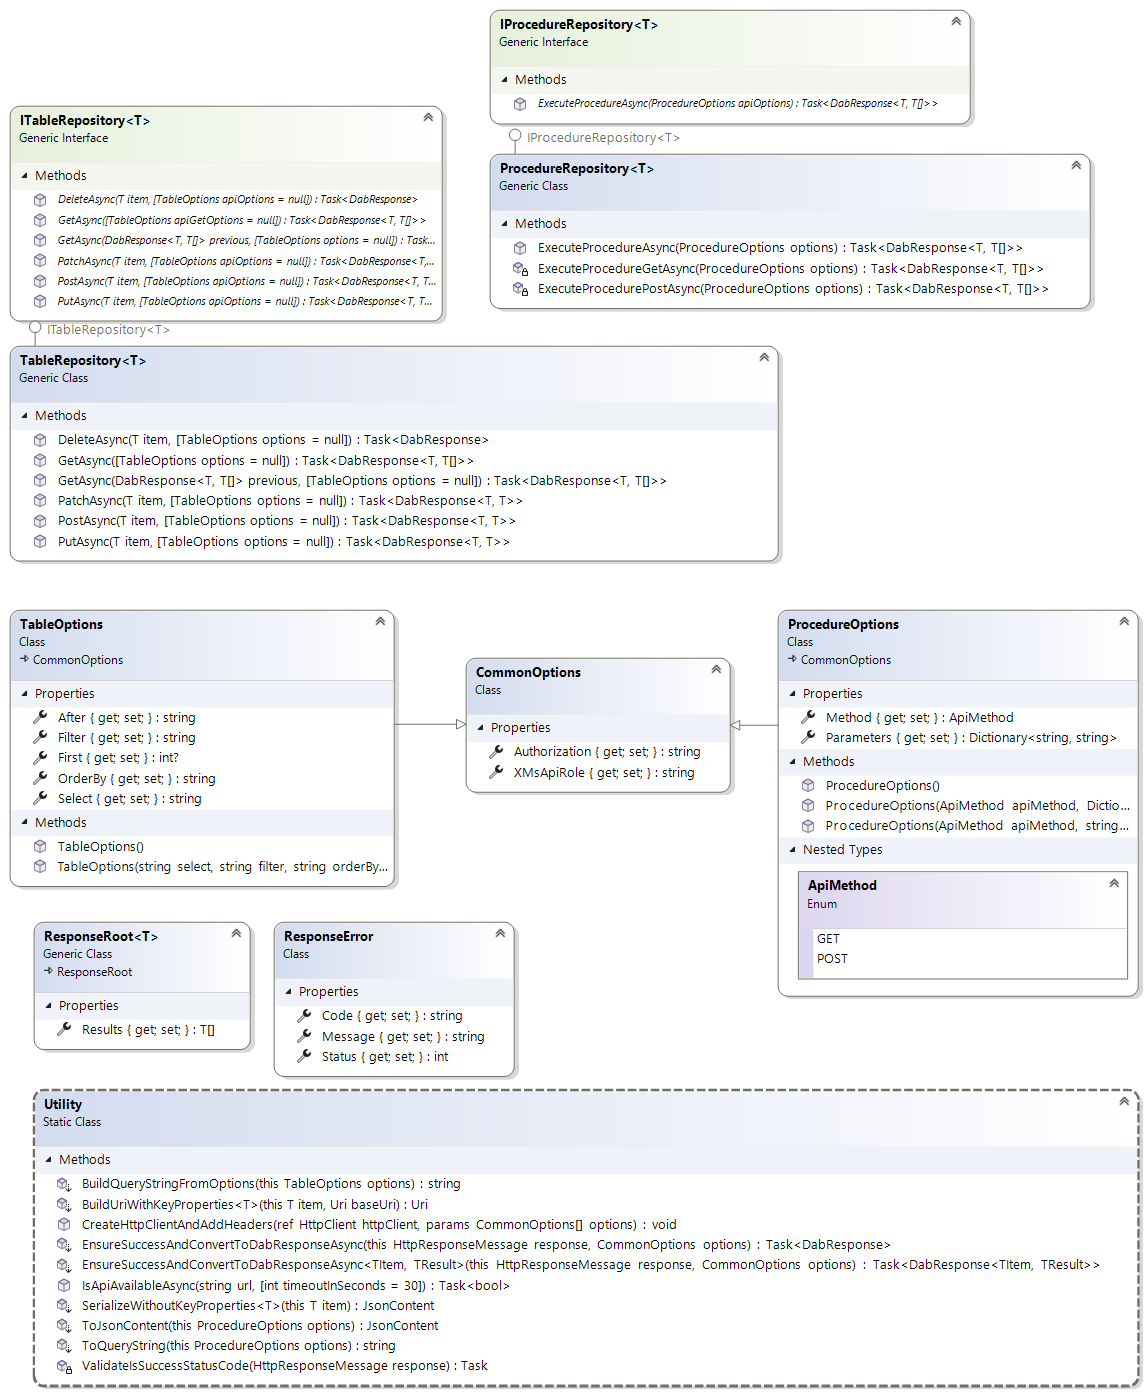 IProcedureRepository<T>
Generic Interface
Methods
ExecuteProcedureAsync(ProcedureOptions apiOptions) : Task<DabResponse<T, T[]>>
ITableRepository<T>
Generic Interface
Methods
DeleteAsync(T item, [TableOptions apiOptions = null]) : Task<DabResponse>
GetAsync([TableOptions apiGetOptions = null]) : Task<DabResponse<T, T[]>>
GetAsync(DabResponse<T, T[]> previous, [TableOptions options = null]) : Task...
PatchAsync(T item, [TableOptions apiOptions = null]) : Task<DabResponse<T,...
PostAsync(T item, [TableOptions apiOptions = null]) : Task<DabResponse<T, T...
PutAsync(T item, [TableOptions apiOptions = null]) : Task<DabResponse<T, T...
IProcedureRepository<T>
ProcedureRepository<T>
Generic Class
Methods
ExecuteProcedureAsync(ProcedureOptions options) : Task<DabResponse<T, T[]>>
ExecuteProcedureGetAsync(ProcedureOptions options) : Task<DabResponse<T, T[]>>
ExecuteProcedurePostAsync(ProcedureOptions options) : Task<DabResponse<T, T[]>>
ITableRepository<T>
TableRepository<T>
Generic Class
Methods
DeleteAsync(T item, [TableOptions options = null]) : Task<DabResponse>
GetAsync([TableOptions options = null]) : Task<DabResponse<T, T[]>>
GetAsync(DabResponse<T, T[]> previous, [TableOptions options = null]) : Task<DabResponse<T, T[]>>
PatchAsync(T item, [TableOptions options = null]) : Task<DabResponse<T, T>>
PostAsync(T item, [TableOptions options = null]) : Task<DabResponse<T, T>>
PutAsync(T item, [TableOptions options = null]) : Task<DabResponse<T, T>>
TableOptions
Class
CommonOptions
Properties
After { get; set; } : string
Filter { get; set; } : string
First { get; set; } : int?
OrderBy { get; set; } : string
Select { get; set; } : string
Methods
TableOptions()
TableOptions(string select, string filter, string orderBy...
CommonOptions
Class
Properties
Authorization { get; set; } : string
XMsApiRole { get; set; } : string
ProcedureOptions
Class
CommonOptions
Properties
Method { get; set; } : ApiMethod
Parameters { get; set; } : Dictionary<string, string>
Methods
ProcedureOptions()
ProcedureOptions(ApiMethod apiMethod, Dictio...
ProcedureOptions(ApiMethod apiMethod, string...
Nested Types
ApiMethod
Enum
GET
POST
ResponseRoot<T>
Generic Class
ResponseRoot
Properties
Results { get; set; } : T[]
ResponseError
Class
Properties
Code { get; set; } : string
Message { get; set; } : string
Status { get; set; } : int
Utility
Static Class
Methods
BuildQueryStringFromOptions(this TableOptions options) : string
BuildUriWithKeyProperties<T>(this T item, Uri baseUri) : Uri
CreateHttpClientAndAddHeaders(ref HttpClient httpClient, params CommonOptions[] options) : void
EnsureSuccessAndConvertToDabResponseAsync(this HttpResponseMessage response, CommonOptions options) : Task<DabResponse>
EnsureSuccessAndConvertToDabResponseAsync<TItem, TResult>(this HttpResponseMessage response, CommonOptions options) : Task<DabResponse<TItem, TResult>>
IsApiAvailableAsync(string url, [int timeoutInSeconds = 30]) : Task<bool>
SerializeWithoutKeyProperties<T>(this T item) : JsonContent
ToJsonContent(this ProcedureOptions options) : JsonContent
ToQueryString(this ProcedureOptions options) : string
ValidateIsSuccessStatusCode(HttpResponseMessage response) : Task